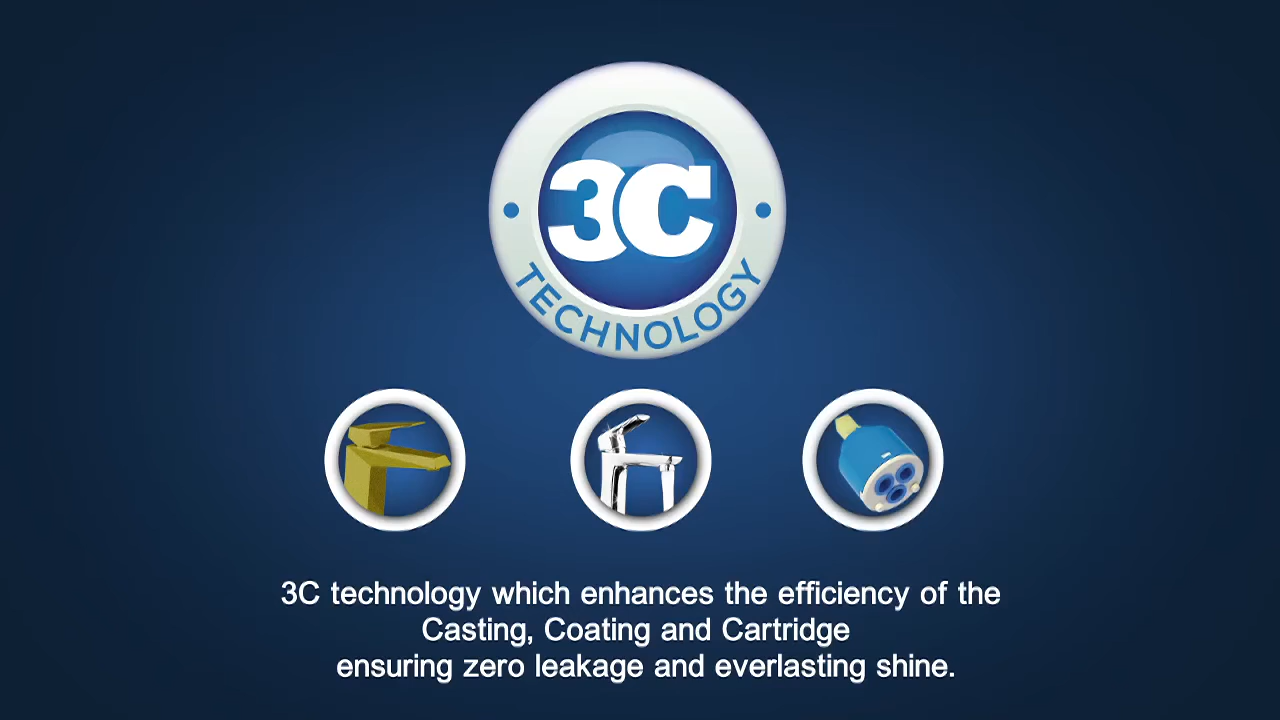 3C
TECHNOLOGY
3C technology which enhances the efficiency of the
Casting, Coating and Cartridge
ensuring zero leakage and everlasting shine.